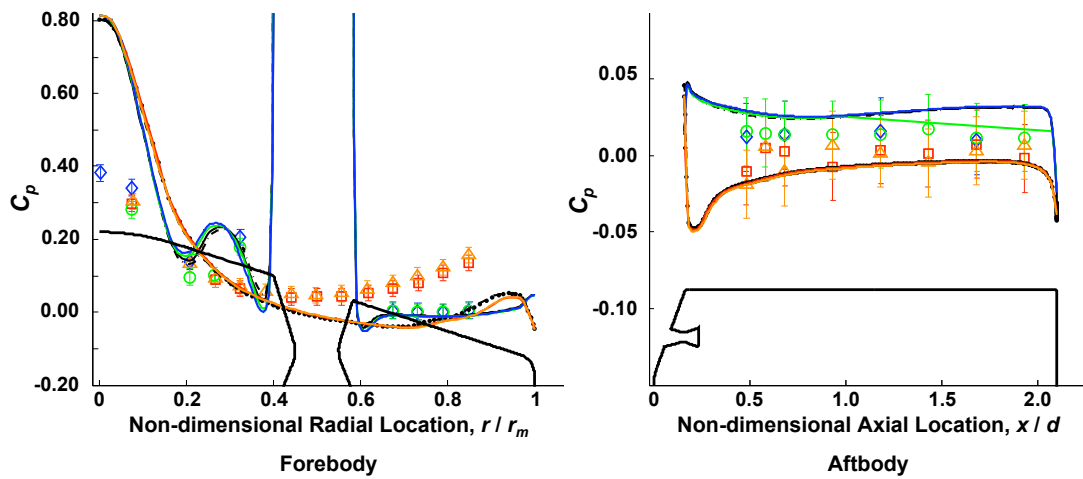 0.80
0.60
0.40
0.20
0.00
-0.20
C_p
0 0.2 0.4 0.6 0.8 1
Non-dimensional Radial Location, r / r_m
Forebody
0.05
0.00
-0.05
-0.10
C_p
0 0.5 1.0 1.5 2.0
Non-dimensional Axial Location, x / d
Aftbody